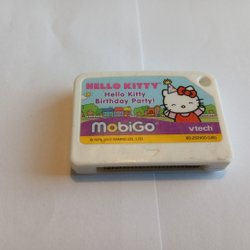 HELLO KITTY
Hello Kitty
Birthday Party!
MobiGo
vtech